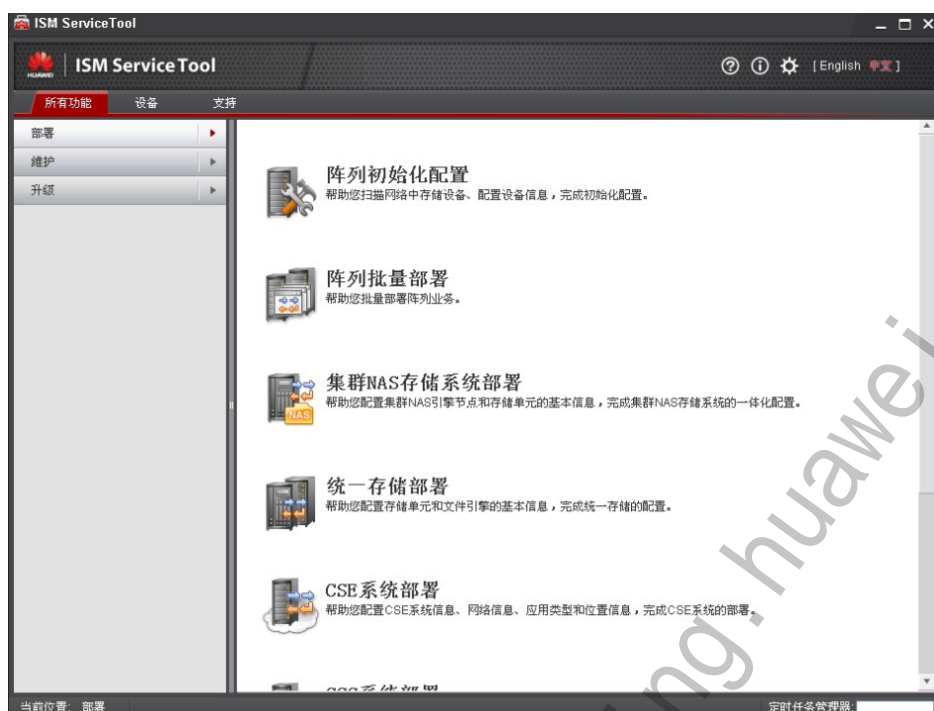 ISM ServiceTool
HUAWEI
ISM ServiceTool
[English 中文]
所有功能
设备
支持
部署
维护
升级
阵列初始化配置
帮助您扫描网络中存储设备、配置设备信息,完成初始化配置。
阵列批量部署
帮助您批量部署阵列业务。
集群NAS存储系统部署
帮助您配置集群NAS引擎节点和存储单元的基本信息,完成集群NAS存储系统的一体化配置。
NAS
统一存储部署
帮助您配置存储单元和文件引擎的基本信息,完成统一存储的配置。
CSE系统部署
帮助您配置CSE系统信息、网络信息、应用类型和位置信息,完成CSE系统的部署。
当前位置: 部署
定时任务管理器:
ing.huawei